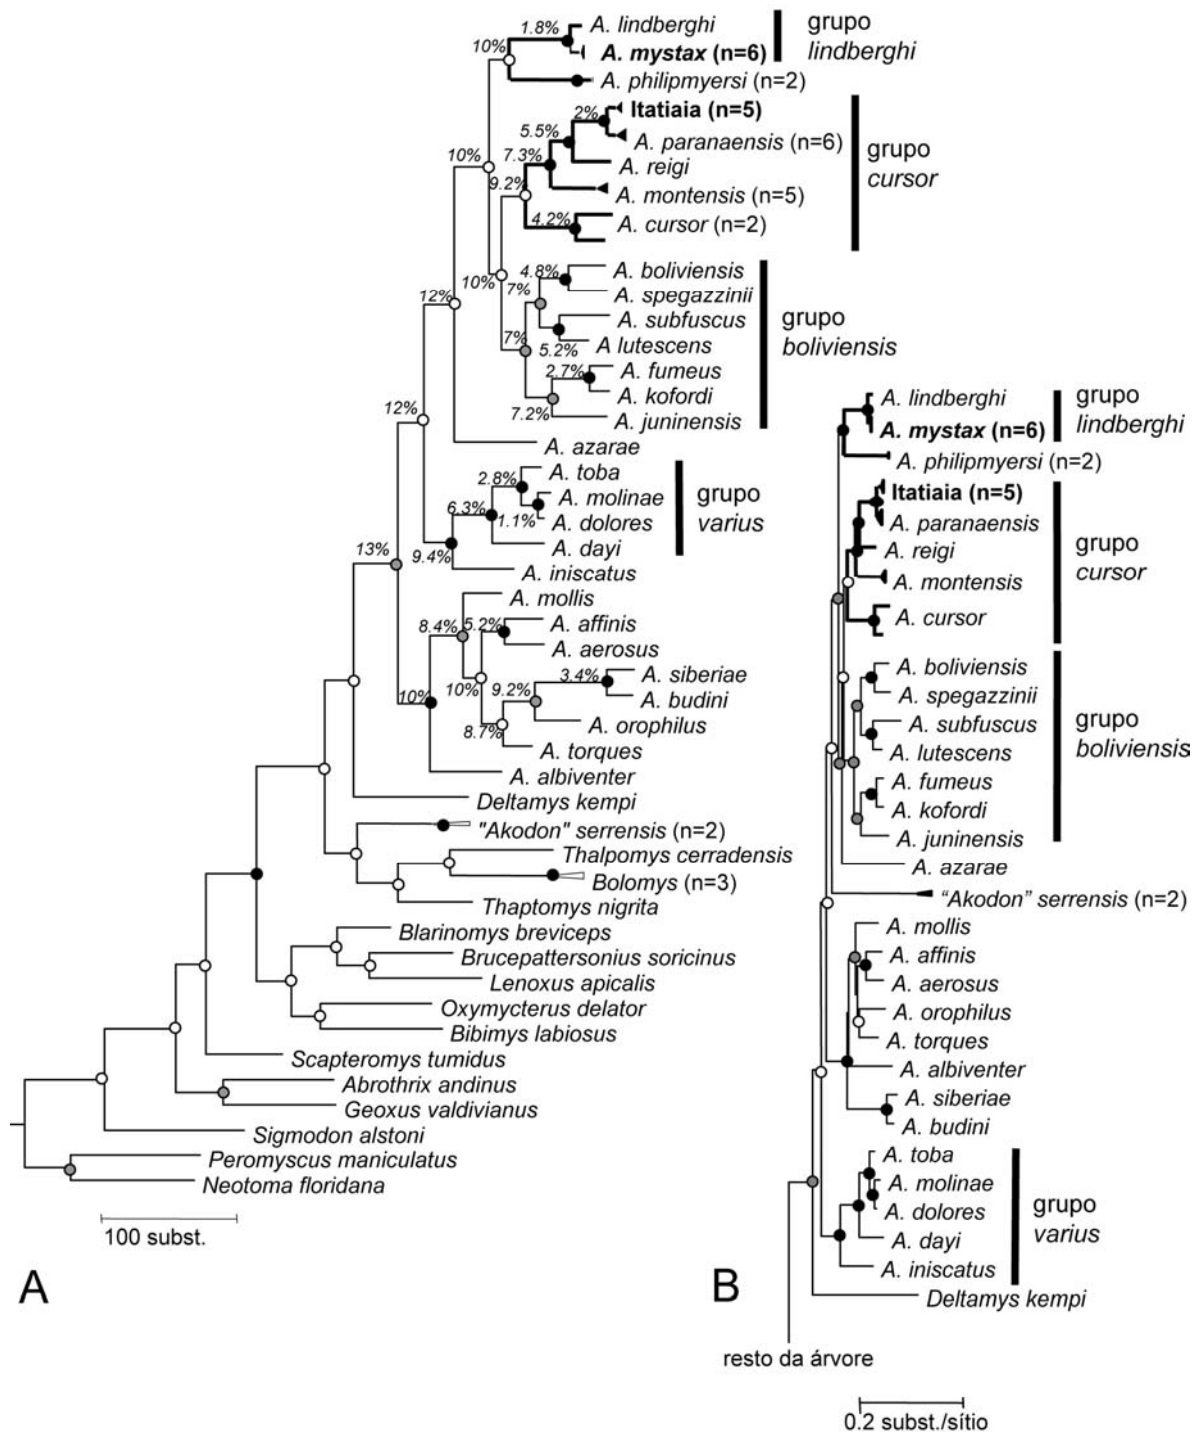 1.8%
A. lindberghi
grupo
lindberghi
10%
A. mystax (n=6)
A. philipmyersi (n=2)
2%
Itatiaia (n=5)
5.5%
A. paranaensis (n=6)
grupo
cursor
10%
7.3%
A. reigi
9.2%
A. montensis (n=5)
4.2%
A. cursor (n=2)
4.8%
A. boliviensis
10%
7%
A. spegazzinii
12%
A. subfuscus
grupo
boliviensis
7%
5.2%
A lutescens
2.7%
A. fumeus
A. kofordi
7.2%
A. juninensis
12%
A. azarae
2.8%
A. toba
6.3%
A. molinae
grupo
varius
1.1%
A. dolores
13%
9.4%
A. dayi
A. iniscatus
A. mollis
8.4%
5.2%
A. affinis
A. aerosus
3.4%
A. siberiae
10%
10%
9.2%
A. budini
8.7%
A. orophilus
A. torques
A. albiventer
Deltamys kempi
"Akodon" serrensis (n=2)
Thalpomys cerradensis
Bolomys (n=3)
Thaptomys nigrita
Blarinomys breviceps
Brucepattersonius soricinus
Lenoxus apicalis
Oxymycterus delator
Bibimys labiosus
Scapteromys tumidus
Abrothrix andinus
Geoxus valdivianus
Sigmodon alstoni
Peromyscus maniculatus
Neotoma floridana
100 subst.
A
A. lindberghi
grupo
lindberghi
A. mystax (n=6)
A. philipmyersi (n=2)
Itatiaia (n=5)
A. paranaensis
grupo
cursor
A. reigi
A. montensis
A. cursor
A. boliviensis
A. spegazzinii
A. subfuscus
grupo
boliviensis
A. lutescens
A. fumeus
A. kofordi
A. juninensis
A. azarae
“Akodon” serrensis (n=2)
A. mollis
A. affinis
A. aerosus
A. orophilus
A. torques
A. albiventer
A. siberiae
A. budini
A. toba
A. molinae
grupo
varius
A. dolores
A. dayi
A. iniscatus
Deltamys kempi
B
resto da árvore
0.2 subst./sítio